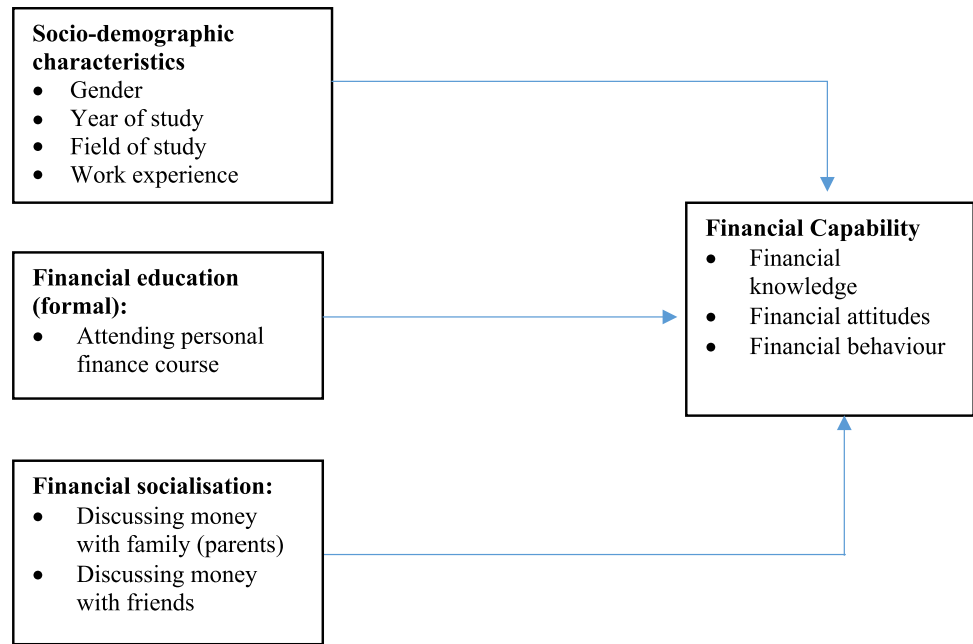 Socio-demographic
characteristics
• Gender
• Year of study
• Field of study
• Work experience
Financial education
(formal):
• Attending personal
finance course
Financial socialisation:
• Discussing money
with family (parents)
• Discussing money
with friends
Financial Capability
• Financial
knowledge
• Financial attitudes
• Financial behaviour